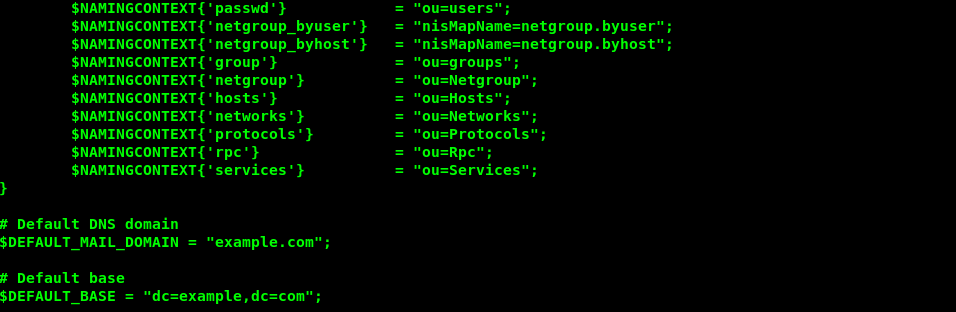 $NAMINGCONTEXT{'passwd'}            = "ou=users";
$NAMINGCONTEXT{'netgroup_byuser'}   = "nisMapName=netgroup.byuser";
$NAMINGCONTEXT{'netgroup_byhost'}   = "nisMapName=netgroup.byhost";
$NAMINGCONTEXT{'group'}             = "ou=groups";
$NAMINGCONTEXT{'netgroup'}          = "ou=Netgroup";
$NAMINGCONTEXT{'hosts'}             = "ou=Hosts";
$NAMINGCONTEXT{'networks'}          = "ou=Networks";
$NAMINGCONTEXT{'protocols'}         = "ou=Protocols";
$NAMINGCONTEXT{'rpc'}               = "ou=Rpc";
$NAMINGCONTEXT{'services'}          = "ou=Services";
}
# Default DNS domain
$DEFAULT_MAIL_DOMAIN = "example.com";
# Default base
$DEFAULT_BASE = "dc=example,dc=com";